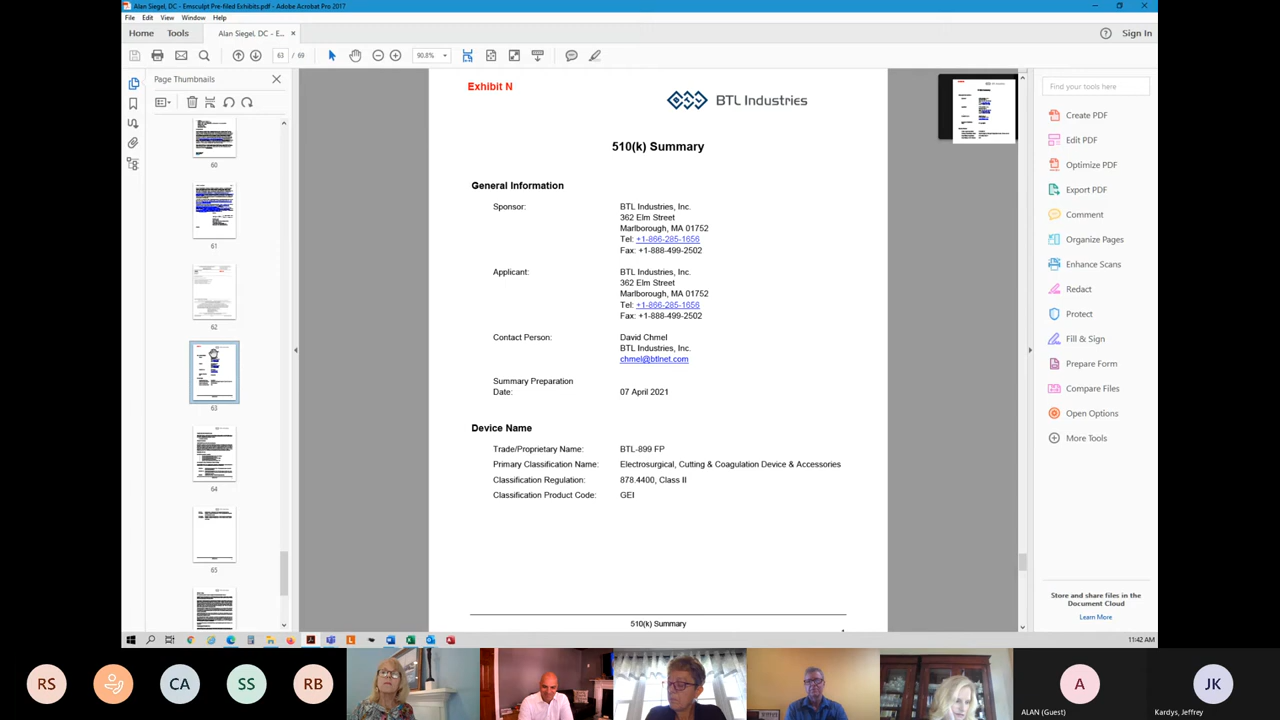 Alan Siegel, DC - Emsculpt Pre-filed Exhibits.pdf - Adobe Acrobat Pro 2017
File Edit View Window Help
Home Tools Alan Siegel, DC - E... × Sign In
63 / 69 90.8%
Page Thumbnails
60
61
62
63
64
65
Exhibit N
BTL Industries
510(k) Summary
General Information
Sponsor: BTL Industries, Inc.
362 Elm Street
Marlborough, MA 01752
Tel: +1-866-285-1656
Fax: +1-888-499-2502
Applicant: BTL Industries, Inc.
362 Elm Street
Marlborough, MA 01752
Tel: +1-866-285-1656
Fax: +1-888-499-2502
Contact Person: David Chmel
BTL Industries, Inc.
chmel@btlnet.com
Summary Preparation
Date: 07 April 2021
Device Name
Trade/Proprietary Name: BTL-899 FP
Primary Classification Name: Electrosurgical, Cutting & Coagulation Device & Accessories
Classification Regulation: 878.4400, Class II
Classification Product Code: GEI
510(k) Summary
Find your tools here
Create PDF
Edit PDF
Optimize PDF
Export PDF
Comment
Organize Pages
Enhance Scans
Redact
Protect
Fill & Sign
Prepare Form
Compare Files
Open Options
More Tools
Store and share files in the
Document Cloud
Learn More
11:42 AM
RS
CA
SS
RB
A
ALAN (Guest)
JK
Kardys, Jeffrey